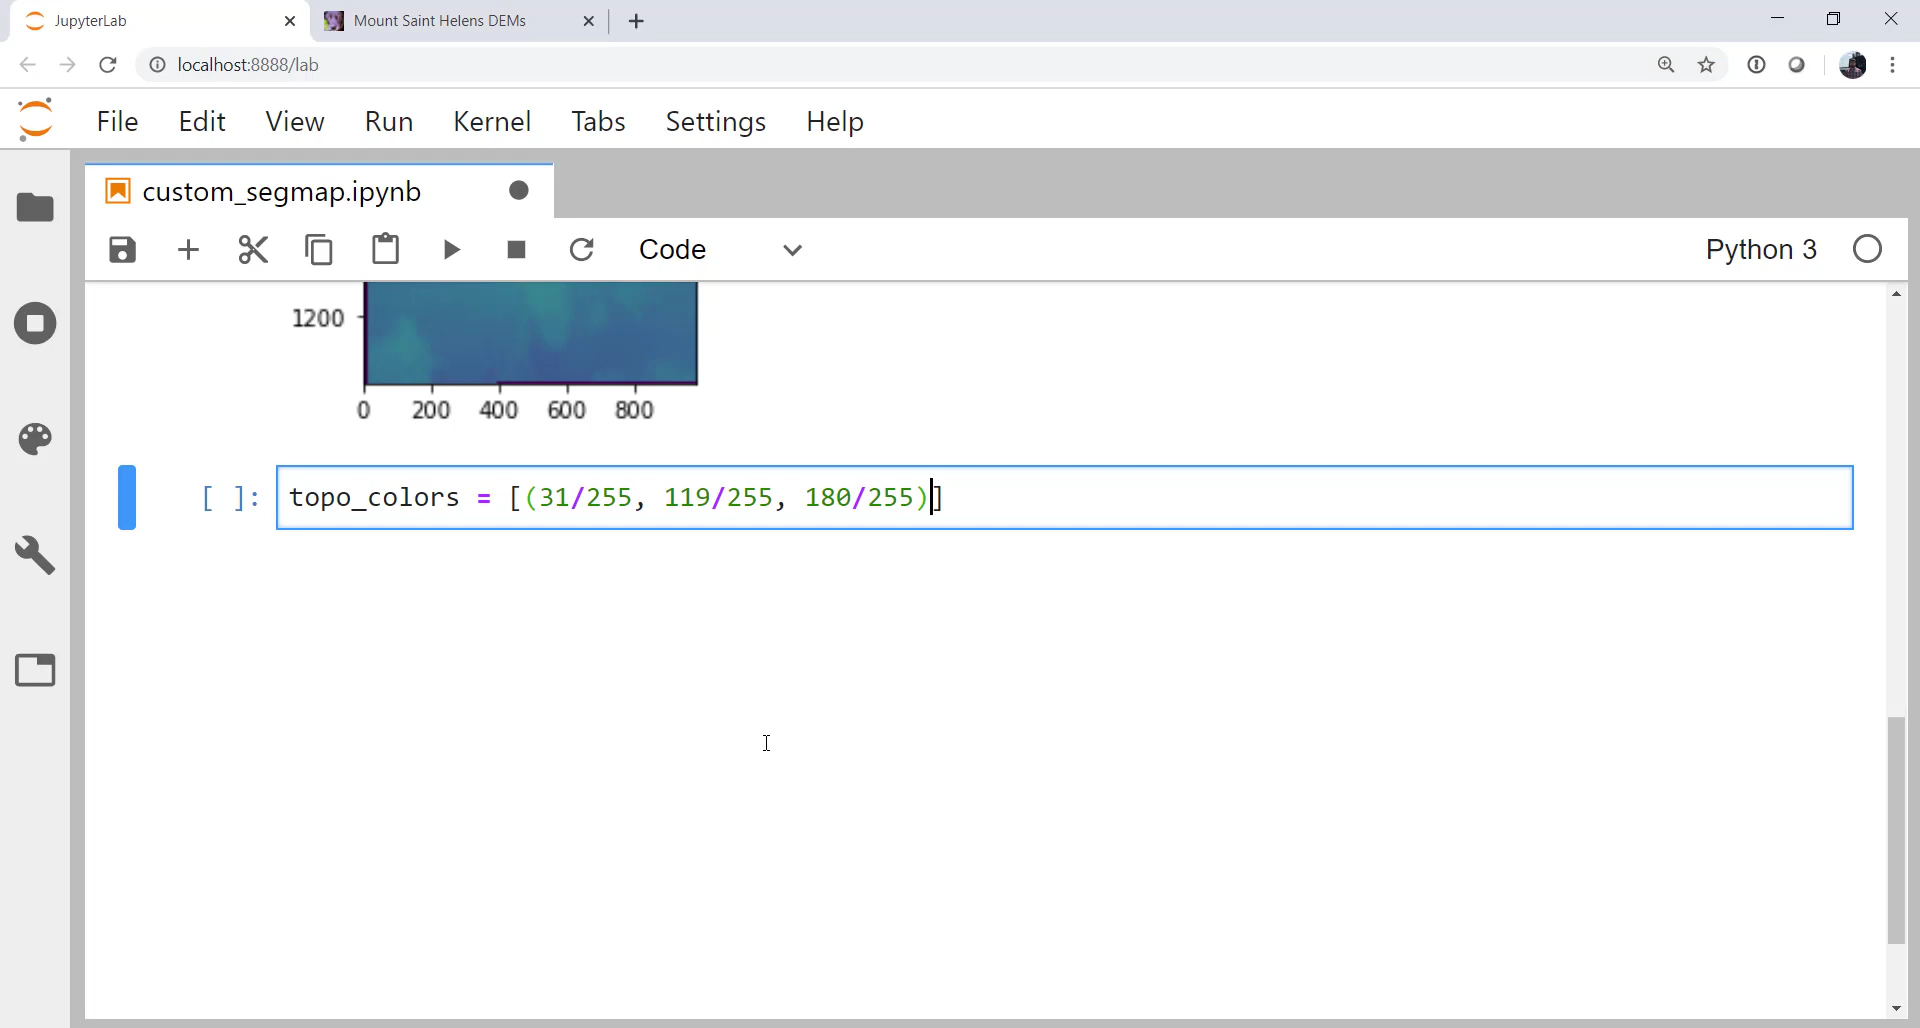 JupyterLab
Mount Saint Helens DEMs
localhost:8888/lab
File Edit View Run Kernel Tabs Settings Help
custom_segmap.ipynb
Code
Python 3
1200
0 200 400 600 800
[ ]: topo_colors = [(31/255, 119/255, 180/255)]